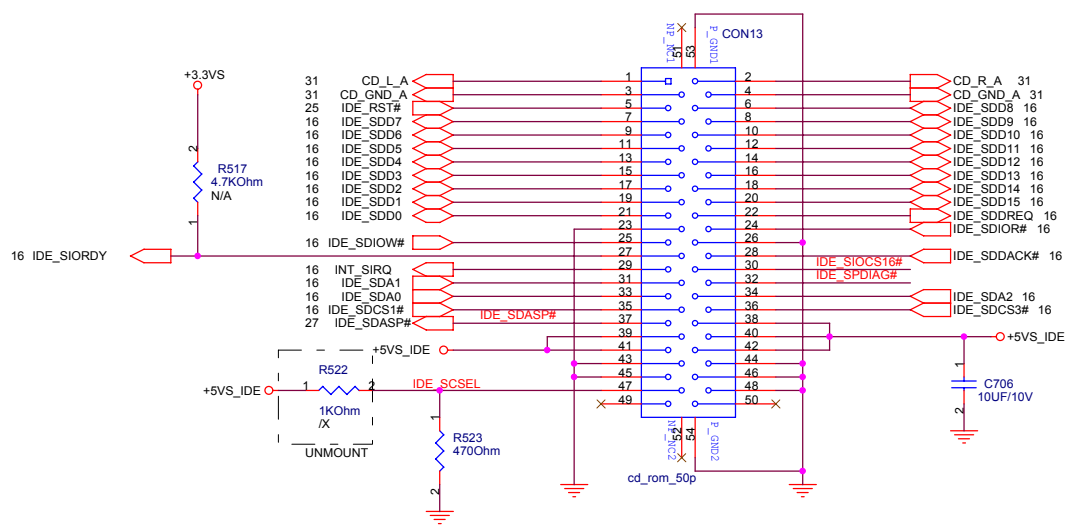 NP_NC1
51
53
P_GND1
CON13
+3.3VS
2
R517
4.7KOhm
N/A
1
16 IDE_SIORDY
31 CD_L_A 1 2 CD_R_A 31
31 CD_GND_A 3 4 CD_GND_A 31
25 IDE_RST# 5 6 IDE_SDD8 16
16 IDE_SDD7 7 8 IDE_SDD9 16
16 IDE_SDD6 9 10 IDE_SDD10 16
16 IDE_SDD5 11 12 IDE_SDD11 16
16 IDE_SDD4 13 14 IDE_SDD12 16
16 IDE_SDD3 15 16 IDE_SDD13 16
16 IDE_SDD2 17 18 IDE_SDD14 16
16 IDE_SDD1 19 20 IDE_SDD15 16
16 IDE_SDD0 21 22 IDE_SDDREQ 16
23 24 IDE_SDIOR# 16
16 IDE_SDIOW# 25 26
27 28 IDE_SDDACK# 16
IDE_SIOCS16#
16 INT_SIRQ 29 30
IDE_SPDIAG#
16 IDE_SDA1 31 32
16 IDE_SDA0 33 34 IDE_SDA2 16
16 IDE_SDCS1# 35 36 IDE_SDCS3# 16
IDE_SDASP#
27 IDE_SDASP# 37 38
39 40 +5VS_IDE
+5VS_IDE 41 42
43 44
45 46
+5VS_IDE 1 R522 2 IDE_SCSEL 47 48
1KOhm
/X
UNMOUNT
49 50
1
R523
470Ohm
2
1
C706
10UF/10V
2
NP_NC2
52
54
P_GND2
cd_rom_50p